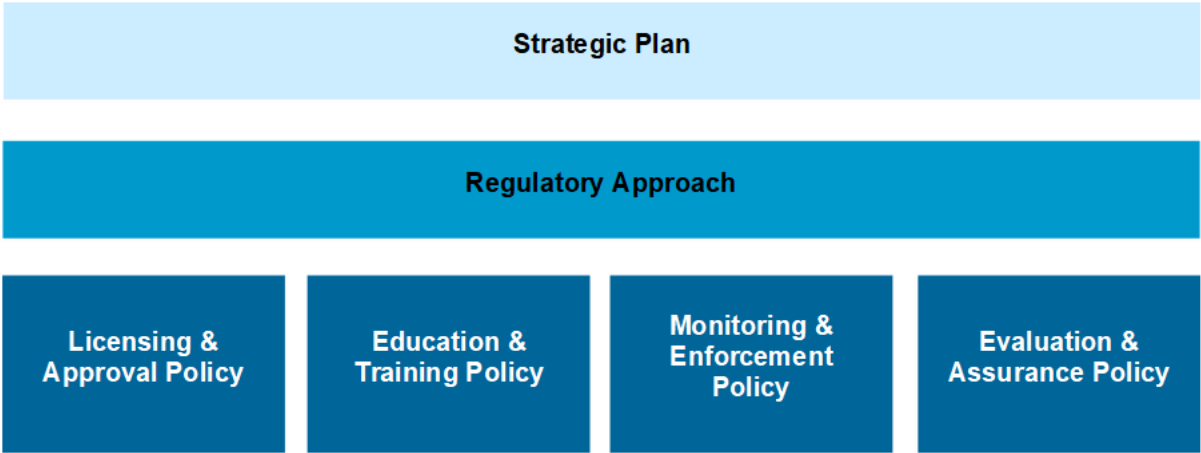 Strategic Plan
Regulatory Approach
Licensing &
Approval Policy
Education &
Training Policy
Monitoring &
Enforcement
Policy
Evaluation &
Assurance Policy